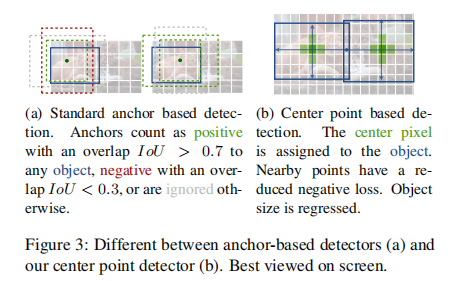 (a) Standard anchor based detec-
tion. Anchors count as positive
with an overlap IoU > 0.7 to
any object, negative with an over-
lap IoU < 0.3, or are ignored oth-
erwise.
(b) Center point based de-
tection. The center pixel
is assigned to the object.
Nearby points have a re-
duced negative loss. Object
size is regressed.
Figure 3: Different between anchor-based detectors (a) and
our center point detector (b). Best viewed on screen.